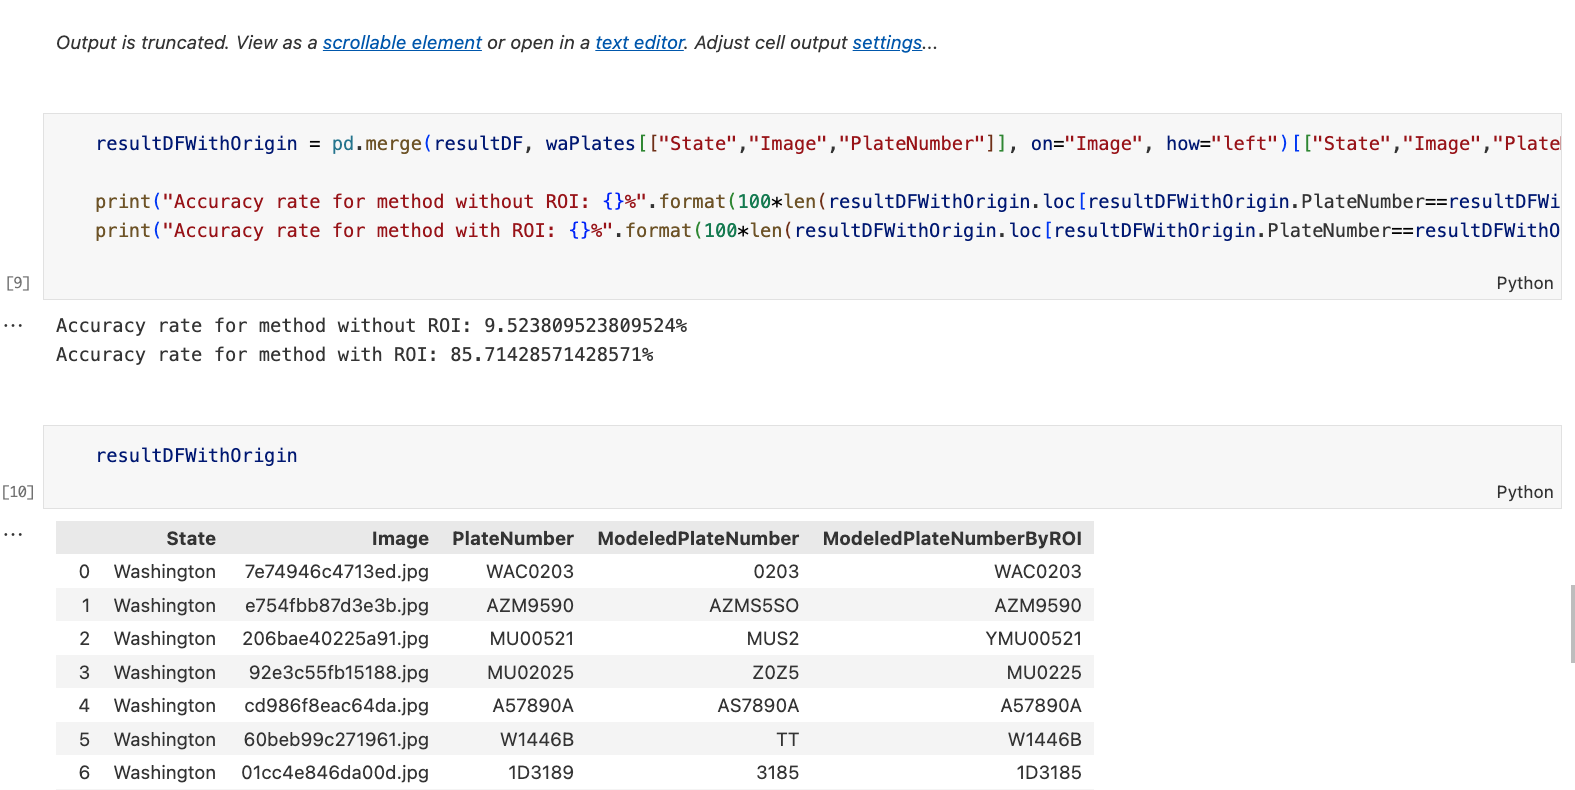 Output is truncated. View as a scrollable element or open in a text editor. Adjust cell output settings...
resultDFWithOrigin = pd.merge(resultDF, waPlates[["State","Image","PlateNumber"]], on="Image", how="left")[["State","Image","Plate
print("Accuracy rate for method without ROI: {}%".format(100*len(resultDFWithOrigin.loc[resultDFWithOrigin.PlateNumber==resultDFWi
print("Accuracy rate for method with ROI: {}%".format(100*len(resultDFWithOrigin.loc[resultDFWithOrigin.PlateNumber==resultDFWithO
[9]
Python
...
Accuracy rate for method without ROI: 9.523809523809524%
Accuracy rate for method with ROI: 85.71428571428571%
resultDFWithOrigin
[10]
Python
...
State Image PlateNumber ModeledPlateNumber ModeledPlateNumberByROI
0 Washington 7e74946c4713ed.jpg WAC0203 0203 WAC0203
1 Washington e754fbb87d3e3b.jpg AZM9590 AZMS5SO AZM9590
2 Washington 206bae40225a91.jpg MU00521 MUS2 YMU00521
3 Washington 92e3c55fb15188.jpg MU02025 Z0Z5 MU0225
4 Washington cd986f8eac64da.jpg A57890A AS7890A A57890A
5 Washington 60beb99c271961.jpg W1446B TT W1446B
6 Washington 01cc4e846da00d.jpg 1D3189 3185 1D3185